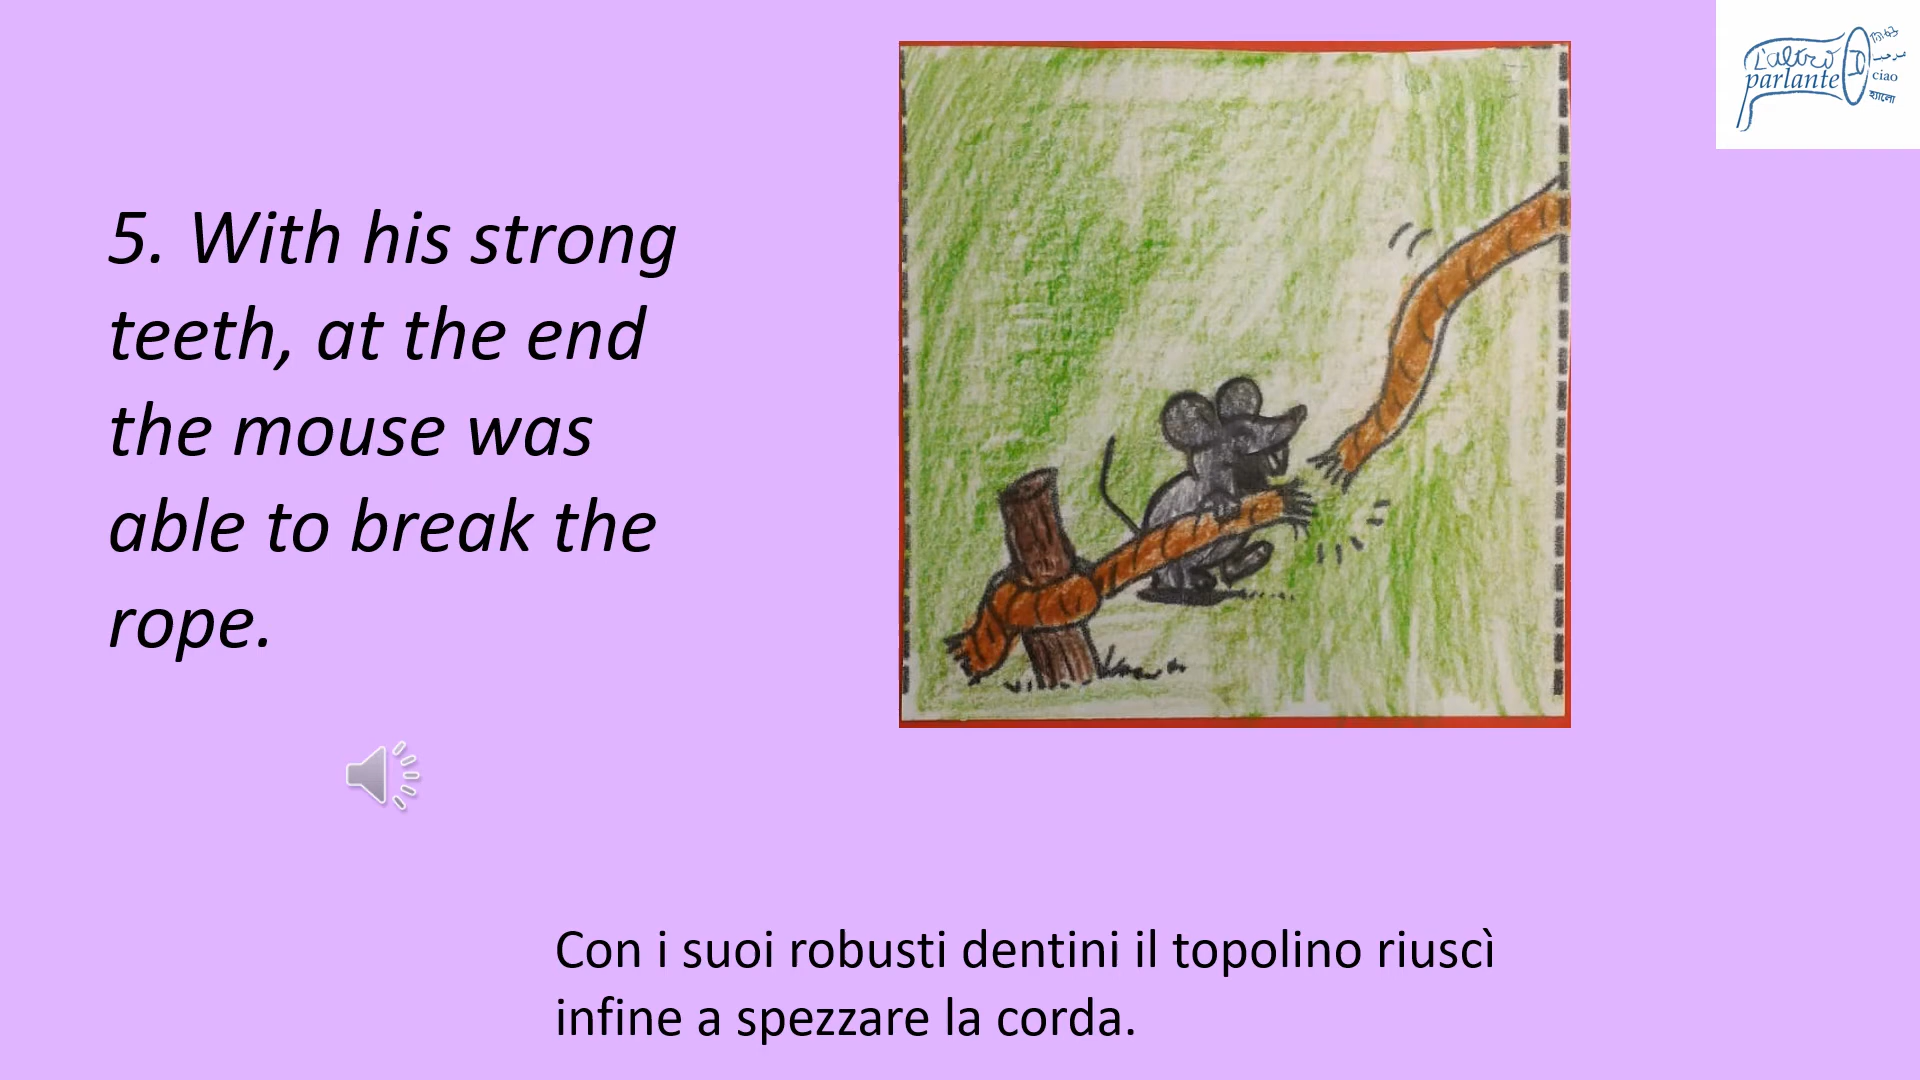 5. With his strong
teeth, at the end
the mouse was
able to break the
rope.
Con i suoi robusti dentini il topolino riuscì
infine a spezzare la corda.
L'altro
parlante
ciao
হ্যালো